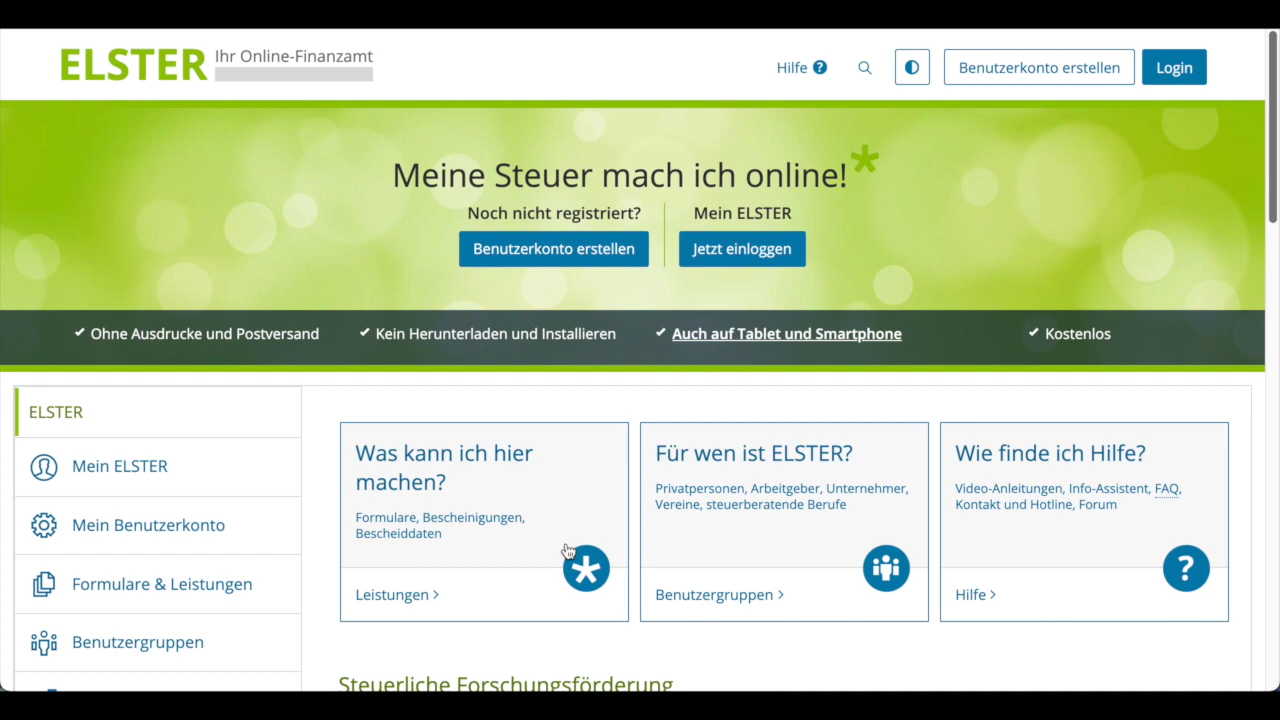 ELSTER Ihr Online-Finanzamt
Hilfe ?
Benutzerkonto erstellen
Login
Meine Steuer mach ich online!*
Noch nicht registriert?
Mein ELSTER
Benutzerkonto erstellen
Jetzt einloggen
Ohne Ausdrucke und Postversand
Kein Herunterladen und Installieren
Auch auf Tablet und Smartphone
Kostenlos
ELSTER
Mein ELSTER
Mein Benutzerkonto
Formulare & Leistungen
Benutzergruppen
Was kann ich hier
machen?
Formulare, Bescheinigungen,
Bescheiddaten
Leistungen >
Für wen ist ELSTER?
Privatpersonen, Arbeitgeber, Unternehmer,
Vereine, steuerberatende Berufe
Benutzergruppen >
Wie finde ich Hilfe?
Video-Anleitungen, Info-Assistent, FAQ,
Kontakt und Hotline, Forum
?
Hilfe >
Steuerliche Forschungsförderung